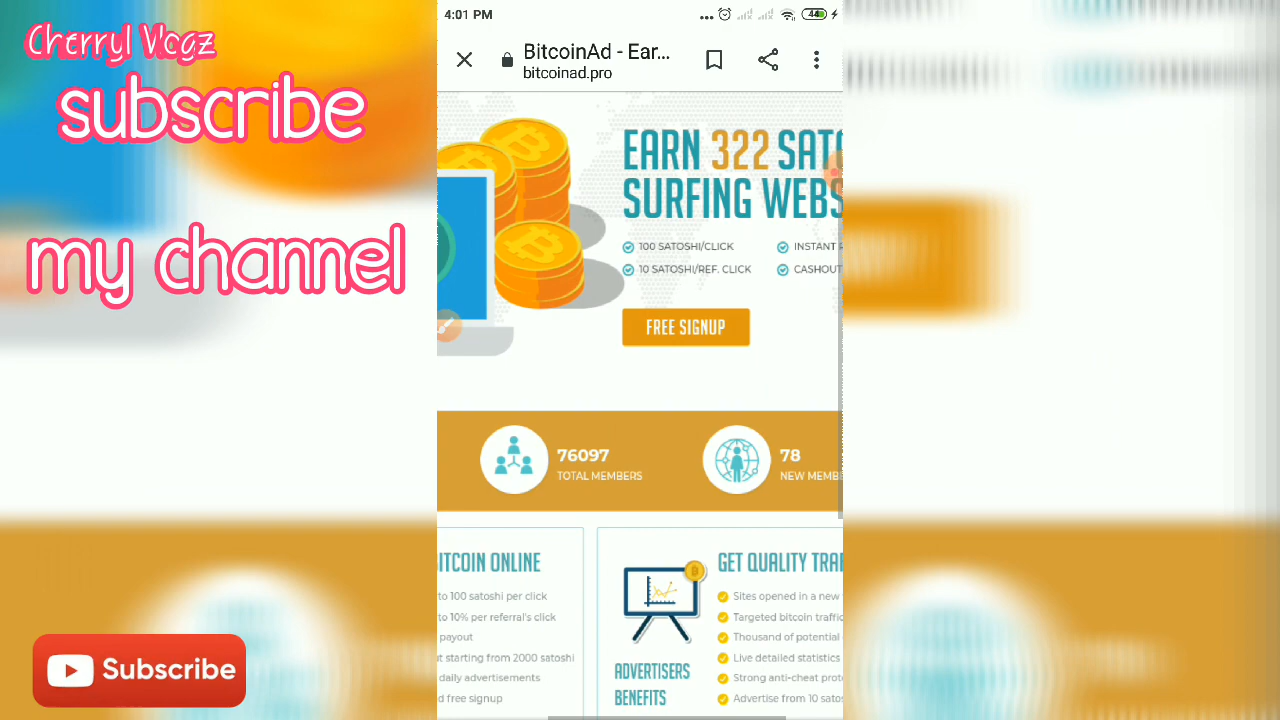 Cherryl Vlogz
subscribe
my channel
Subscribe
4:01 PM
44
BitcoinAd - Ear...
bitcoinad.pro
EARN 322 SAT
SURFING WEBS
100 SATOSHI/CLICK
INSTANT
10 SATOSHI/REF. CLICK
CASHOUT
FREE SIGNUP
76097
TOTAL MEMBERS
78
NEW MEMB
ITCOIN ONLINE
to 100 satoshi per click
to 10% per referral's click
payout
ut starting from 2000 satoshi
daily advertisements
d free signup
ADVERTISERS
BENEFITS
GET QUALITY TRA
Sites opened in a new
Targeted bitcoin traffic
Thousand of potential
Live detailed statistics
Strong anti-cheat prot
Advertise from 10 satos